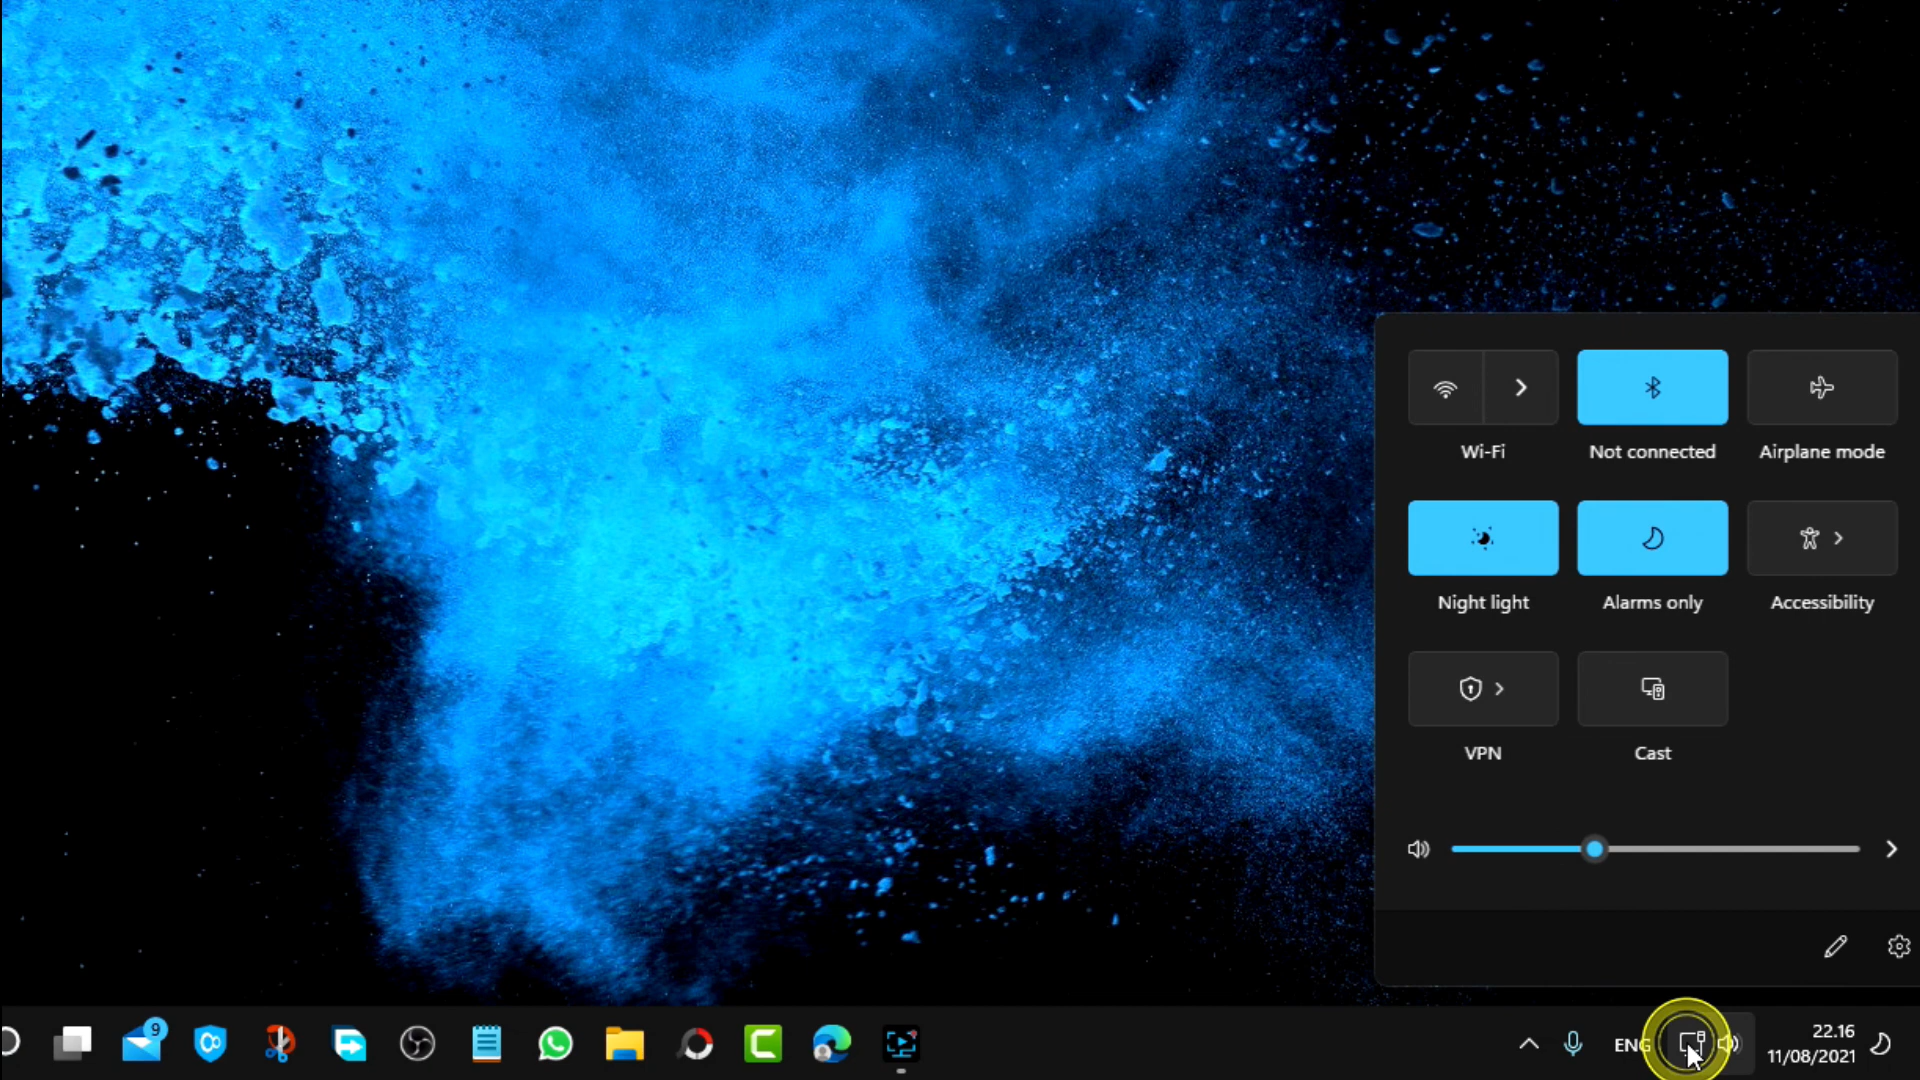 Wi-Fi
Not connected
Airplane mode
Night light
Alarms only
Accessibility
VPN
Cast
9
ENG
22.16
11/08/2021